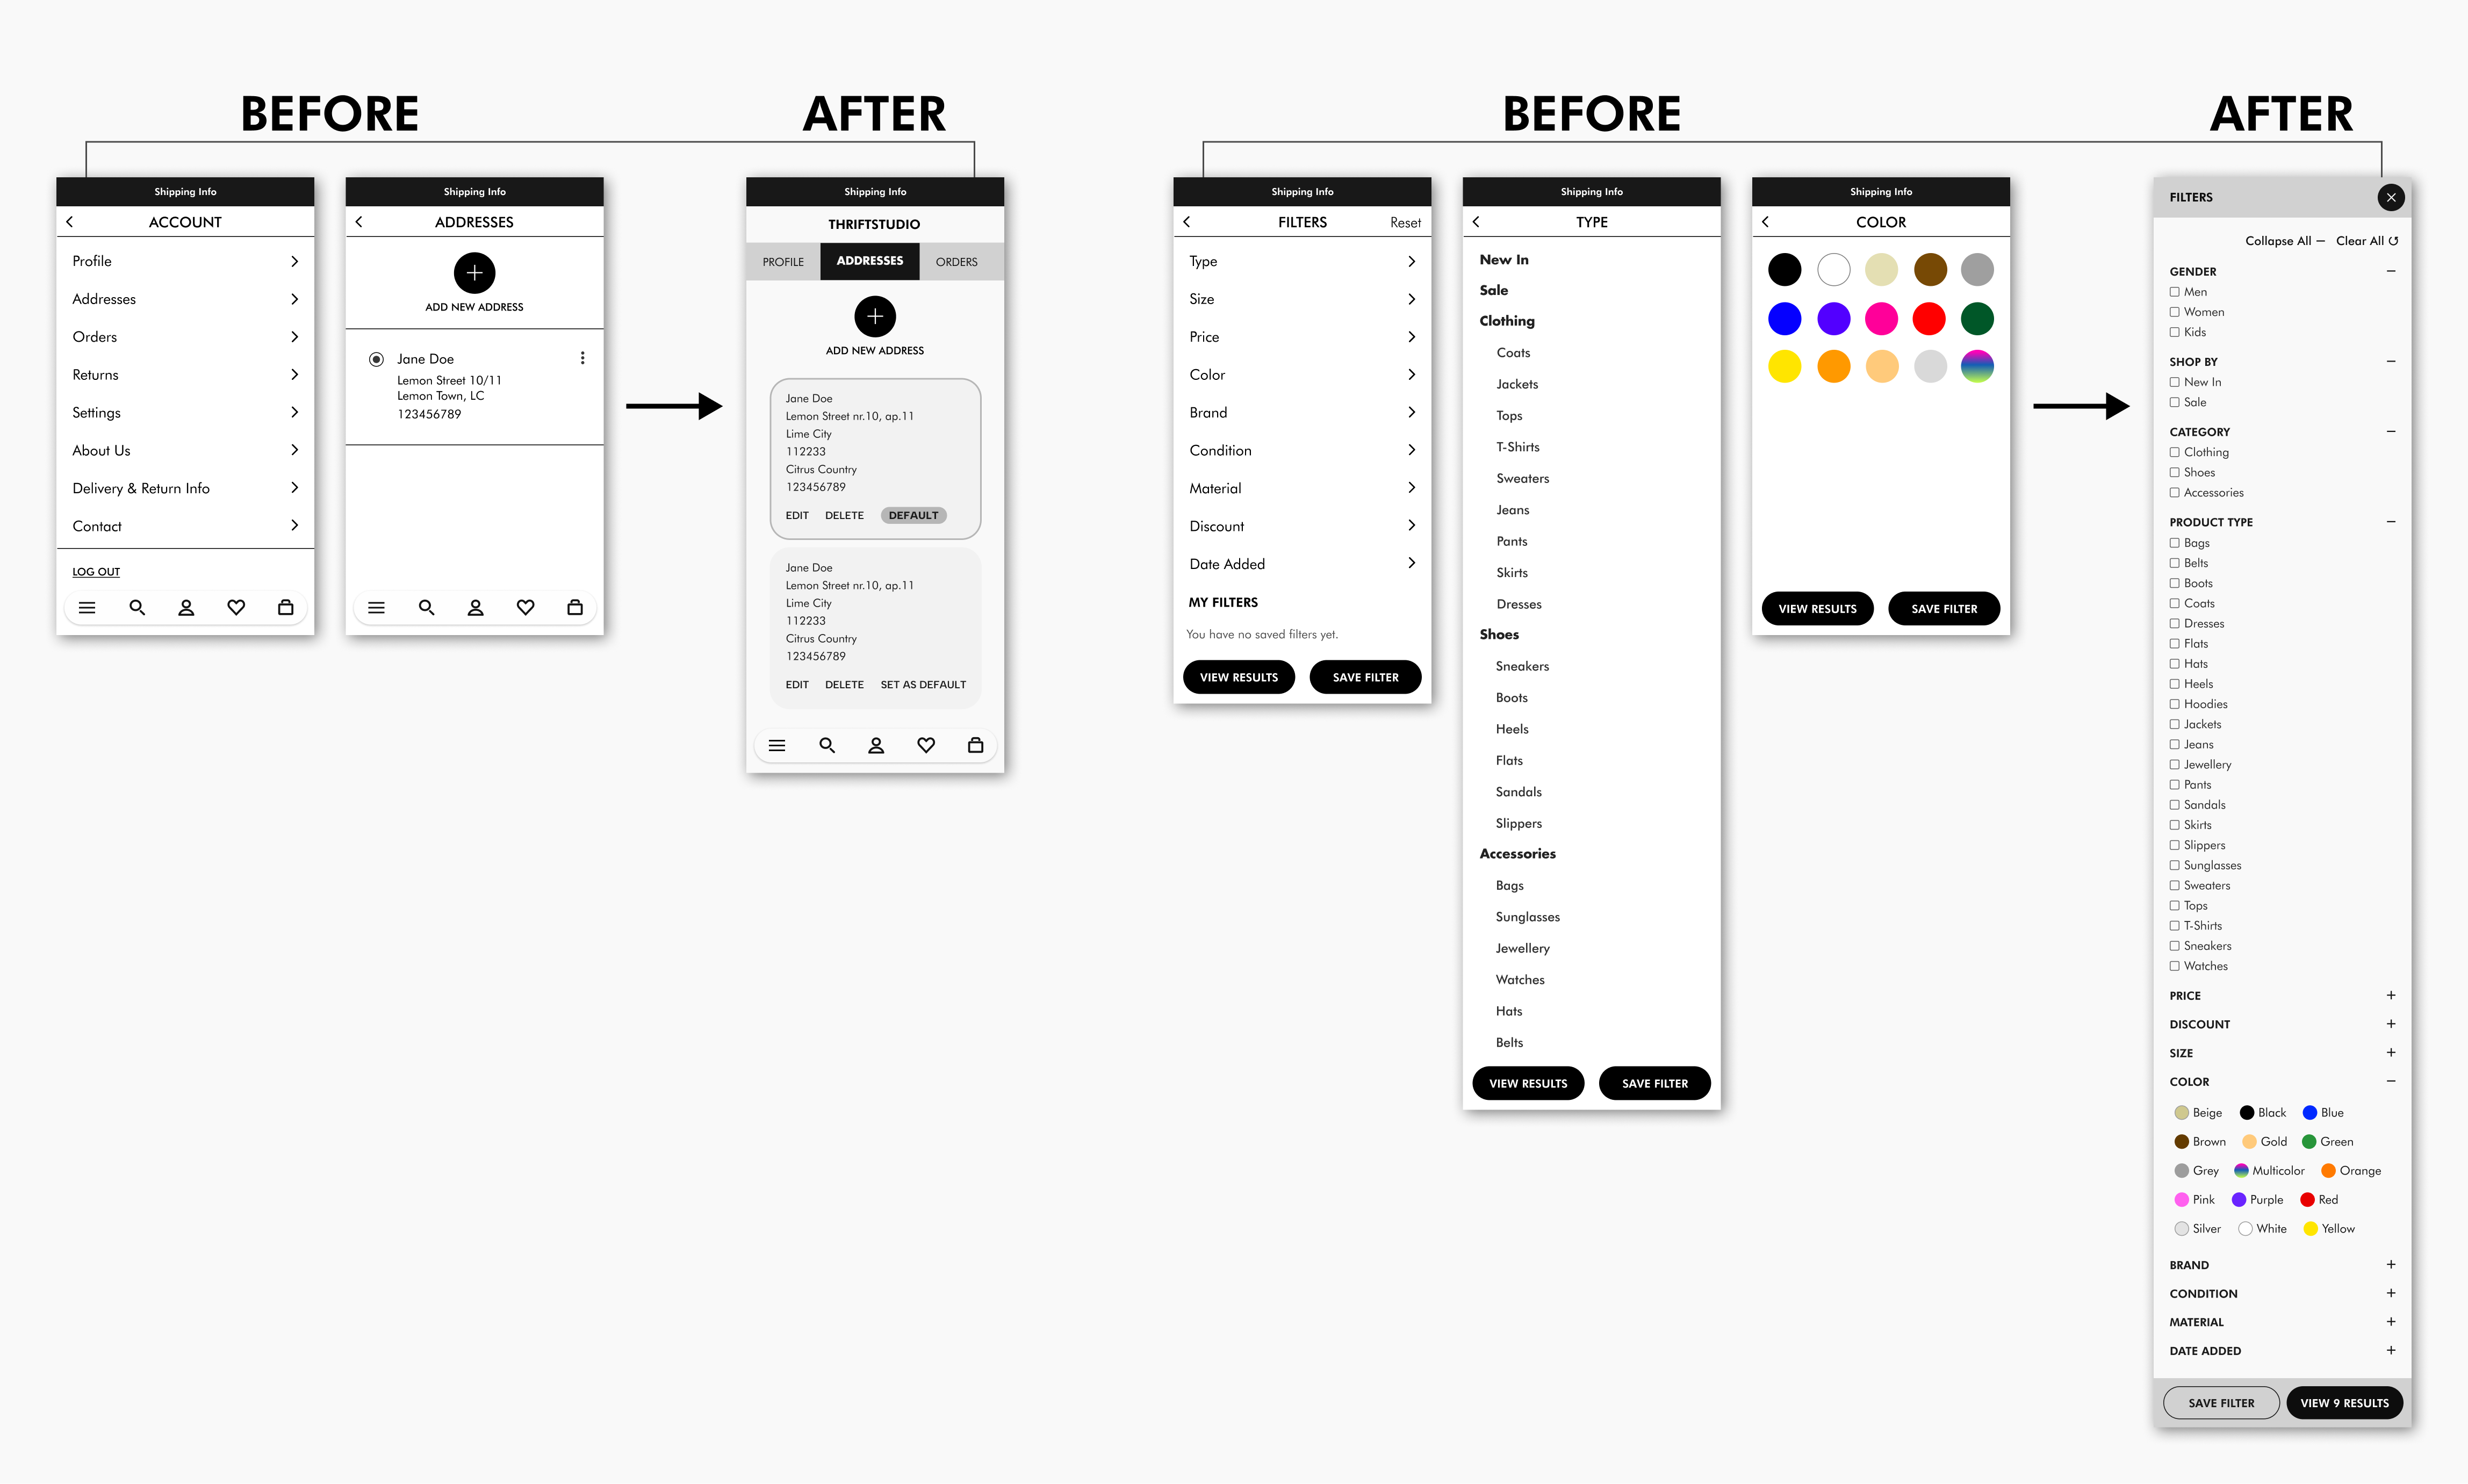 BEFORE
AFTER
Shipping Info
ACCOUNT
Profile
Addresses
Orders
Returns
Settings
About Us
Delivery & Return Info
Contact
LOG OUT
Shipping Info
ADDRESSES
ADD NEW ADDRESS
Jane Doe
Lemon Street 10/11
Lemon Town, LC
123456789
Shipping Info
THRIFTSTUDIO
PROFILE ADDRESSES ORDERS
ADD NEW ADDRESS
Jane Doe
Lemon Street nr.10, ap.11
Lime City
112233
Citrus Country
123456789
EDIT DELETE DEFAULT
Jane Doe
Lemon Street nr.10, ap.11
Lime City
112233
Citrus Country
123456789
EDIT DELETE SET AS DEFAULT
BEFORE
AFTER
Shipping Info
FILTERS Reset
Type
Size
Price
Color
Brand
Condition
Material
Discount
Date Added
MY FILTERS
You have no saved filters yet.
VIEW RESULTS SAVE FILTER
Shipping Info
TYPE
New In
Sale
Clothing
Coats
Jackets
Tops
T-Shirts
Sweaters
Jeans
Pants
Skirts
Dresses
Shoes
Sneakers
Boots
Heels
Flats
Sandals
Slippers
Accessories
Bags
Sunglasses
Jewellery
Watches
Hats
Belts
VIEW RESULTS SAVE FILTER
Shipping Info
COLOR
VIEW RESULTS SAVE FILTER
FILTERS
Collapse All Clear All
GENDER
Men
Women
Kids
SHOP BY
New In
Sale
CATEGORY
Clothing
Shoes
Accessories
PRODUCT TYPE
Bags
Belts
Boots
Coats
Dresses
Flats
Hats
Heels
Hoodies
Jackets
Jeans
Jewellery
Pants
Sandals
Skirts
Slippers
Sunglasses
Sweaters
Tops
T-Shirts
Sneakers
Watches
PRICE
DISCOUNT
SIZE
COLOR
Beige Black Blue
Brown Gold Green
Grey Multicolor Orange
Pink Purple Red
Silver White Yellow
BRAND
CONDITION
MATERIAL
DATE ADDED
SAVE FILTER VIEW 9 RESULTS